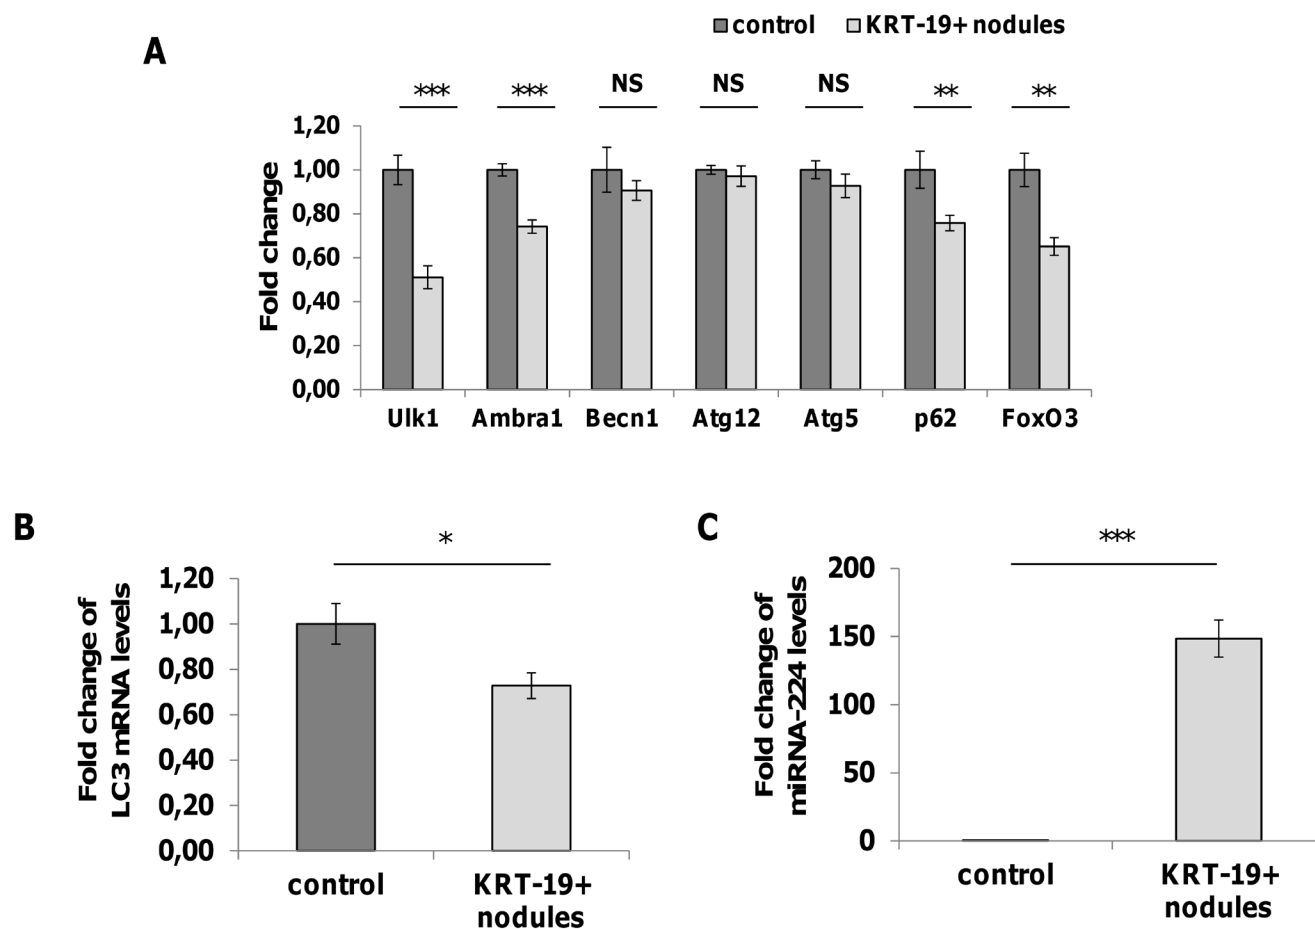 control KRT-19+ nodules
A
*** *** NS NS NS ** **
Fold change
1,20
1,00
0,80
0,60
0,40
0,20
0,00
Ulk1 Ambra1 Becn1 Atg12 Atg5 p62 FoxO3
B
*
Fold change of
LC3 mRNA levels
1,20
1,00
0,80
0,60
0,40
0,20
0,00
control KRT-19+
nodules
C
***
Fold change of
miRNA-224 levels
200
150
100
50
0
control KRT-19+
nodules